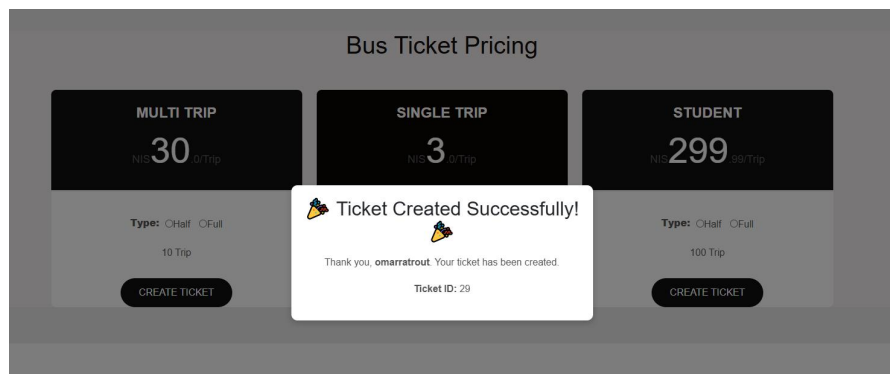 Bus Ticket Pricing
MULTI TRIP
NIS30.0/Trip
Type: Half Full
10 Trip
CREATE TICKET
SINGLE TRIP
NIS3.0/Trip
STUDENT
NIS299.99/Trip
Type: Half Full
100 Trip
CREATE TICKET
Ticket Created Successfully!
Thank you, omarratrout. Your ticket has been created.
Ticket ID: 29